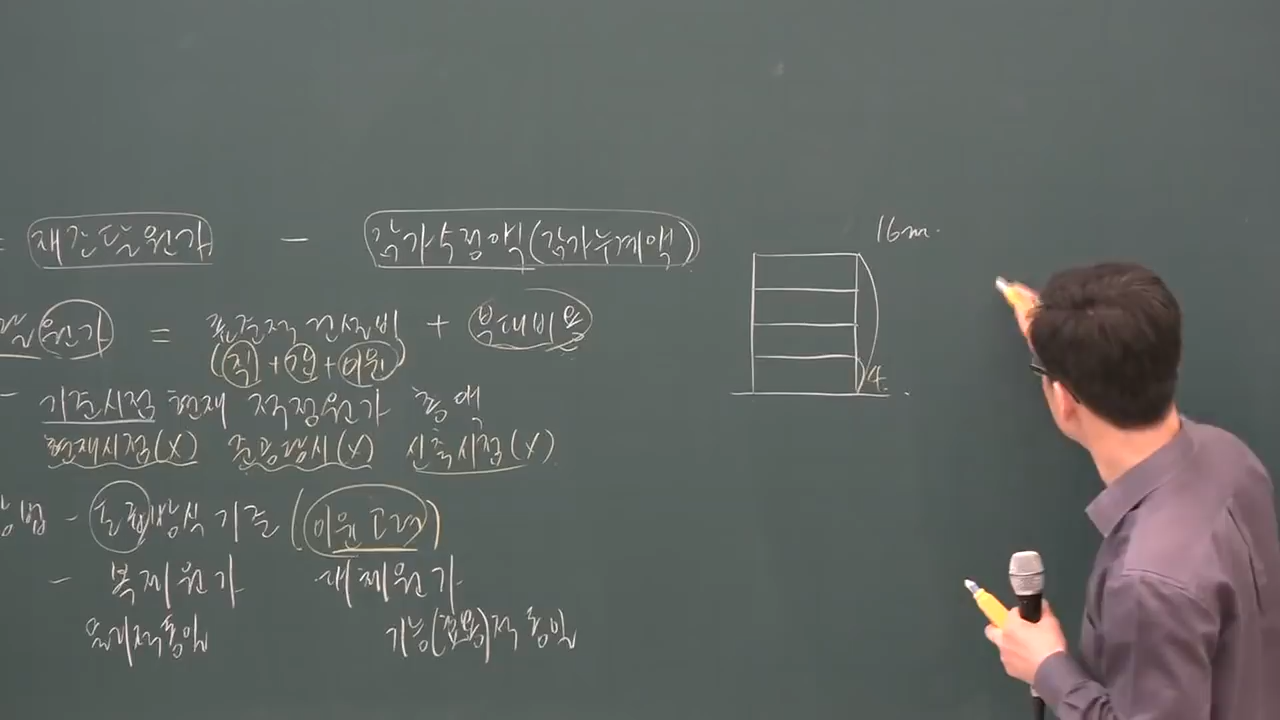 = 재조달원가 - 감가수정액(감가누계액)
16m.
달원가 = 표준적 건설비 + 부대비용
(직 + 간 + 이윤)
4
- 기준시점 현재 적정원가 총액
현재시점(X) 준공당시(X) 신축시점(X)
- 도급방식 기준 (이윤 고려)
- 복제원가 대체원가
물리적 동일 기능(효용)적 동일